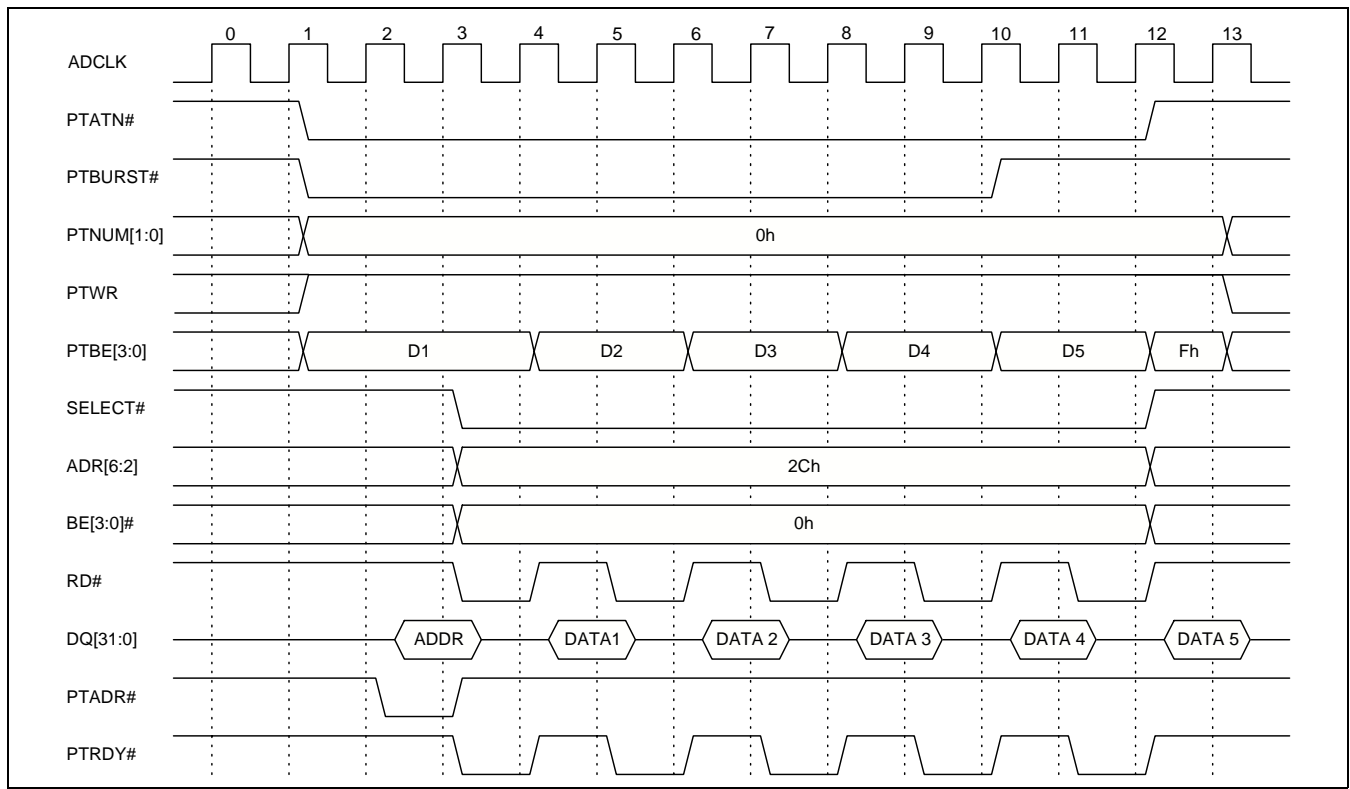 0 1 2 3 4 5 6 7 8 9 10 11 12 13
ADCLK
PTATN#
PTBURST#
PTNUM[1:0] 0h
PTWR
PTBE[3:0] D1 D2 D3 D4 D5 Fh
SELECT#
ADR[6:2] 2Ch
BE[3:0]# 0h
RD#
DQ[31:0] ADDR DATA1 DATA 2 DATA 3 DATA 4 DATA 5
PTADR#
PTRDY#